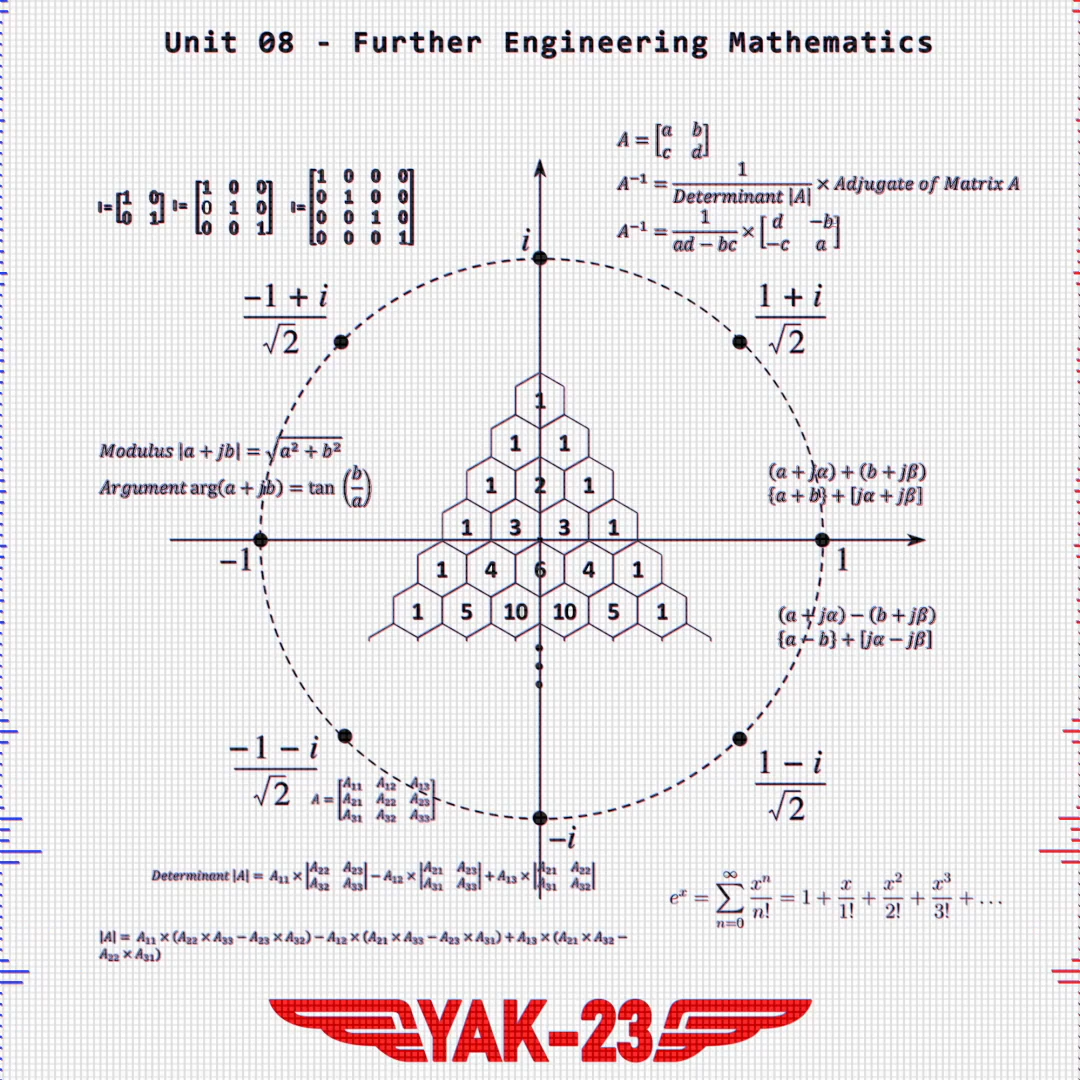 Unit 08 - Further Engineering Mathematics
I=[1 0; 0 1] I=[1 0 0; 0 1 0; 0 0 1] I=[1 0 0 0; 0 1 0 0; 0 0 1 0; 0 0 0 1]
A = [a b; c d]
A⁻¹ = 1/(Determinant |A|) × Adjugate of Matrix A
A⁻¹ = 1/(ad − bc) × [d −b; −c a]
i
(−1 + i)/√2
(1 + i)/√2
1
1 1
1 2 1
1 3 3 1
1 4 6 4 1
1 5 10 10 5 1
Modulus |a + jb| = √(a² + b²)
Argument arg(a + jb) = tan (b/a)
(a + jα) + (b + jβ)
{a + b} + [jα + jβ]
−1
1
(a + jα) − (b + jβ)
{a − b} + [jα − jβ]
(−1 − i)/√2
(1 − i)/√2
A = [A₁₁ A₁₂ A₁₃; A₂₁ A₂₂ A₂₃; A₃₁ A₃₂ A₃₃]
−i
Determinant |A| = A₁₁ × |A₂₂ A₂₃; A₃₂ A₃₃| − A₁₂ × |A₂₁ A₂₃; A₃₁ A₃₃| + A₁₃ × |A₂₁ A₂₂; A₃₁ A₃₂|
eˣ = ∑ₙ₌₀^∞ xⁿ/n! = 1 + x/1! + x²/2! + x³/3! + …
|A| = A₁₁ × (A₂₂ × A₃₃ − A₂₃ × A₃₂) − A₁₂ × (A₂₁ × A₃₃ − A₂₃ × A₃₁) + A₁₃ × (A₂₁ × A₃₂ −
A₂₂ × A₃₁)
YAK-23